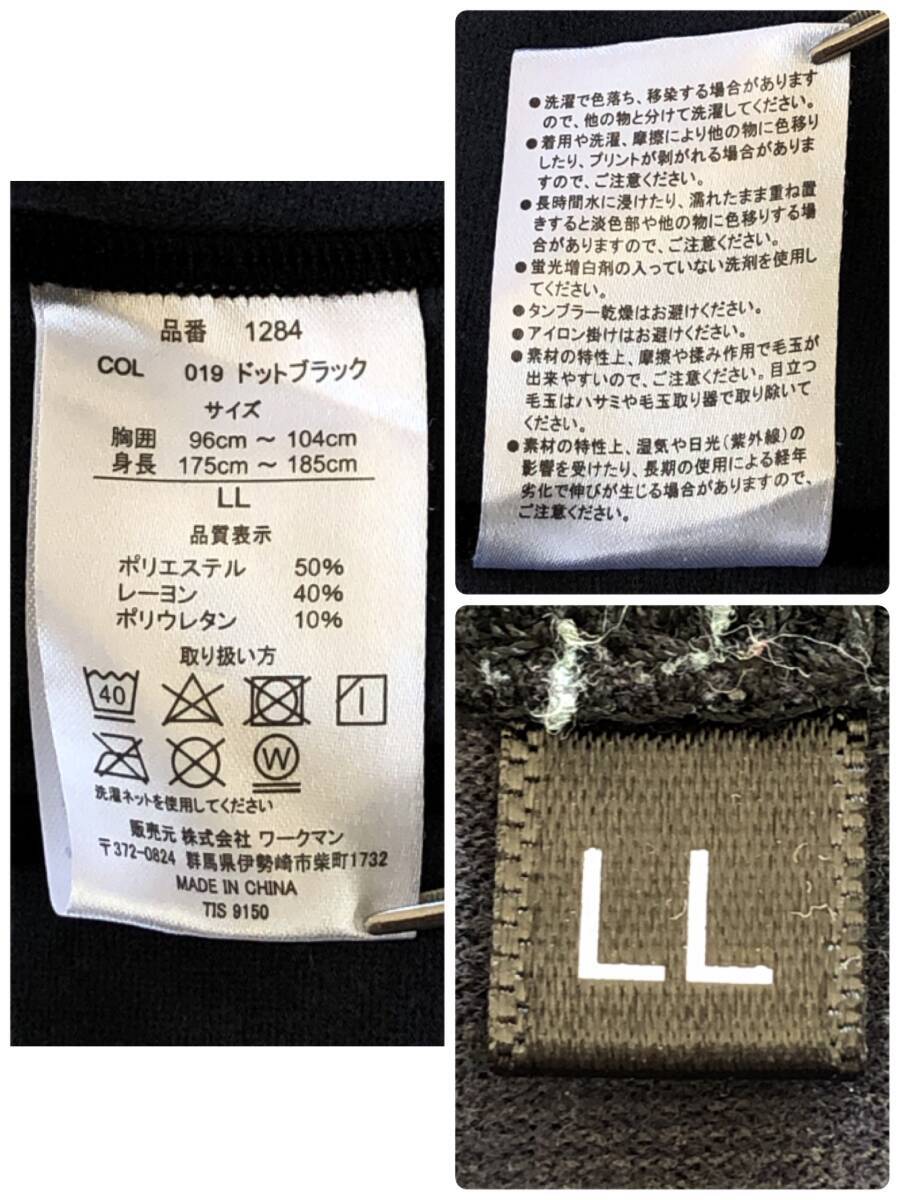 品番 1284
COL 019 ドットブラック
サイズ
胸囲 96cm ～ 104cm
身長 175cm ～ 185cm
LL
品質表示
ポリエステル 50%
レーヨン 40%
ポリウレタン 10%
取り扱い方
40
W
洗濯ネットを使用してください
販売元 株式会社 ワークマン
〒372-0824 群馬県伊勢崎市柴町1732
MADE IN CHINA
TIS 9150
●洗濯で色落ち、移染する場合があります
ので、他の物と分けて洗濯してください。
●着用や洗濯、摩擦により他の物に色移り
したり、プリントが剥がれる場合がありま
すので、ご注意ください。
●長時間水に浸けたり、濡れたまま重ね置
きすると淡色部や他の物に色移りする場
合がありますので、ご注意ください。
●蛍光増白剤の入っていない洗剤を使用し
てください。
●タンブラー乾燥はお避けください。
●アイロン掛けはお避けください。
●素材の特性上、摩擦や揉み作用で毛玉が
出来やすいので、ご注意ください。目立つ
毛玉はハサミや毛玉取り器で取り除いて
ください。
●素材の特性上、湿気や日光(紫外線)の
影響を受けたり、長期の使用による経年
劣化で伸びが生じる場合がありますので、
ご注意ください。
LL